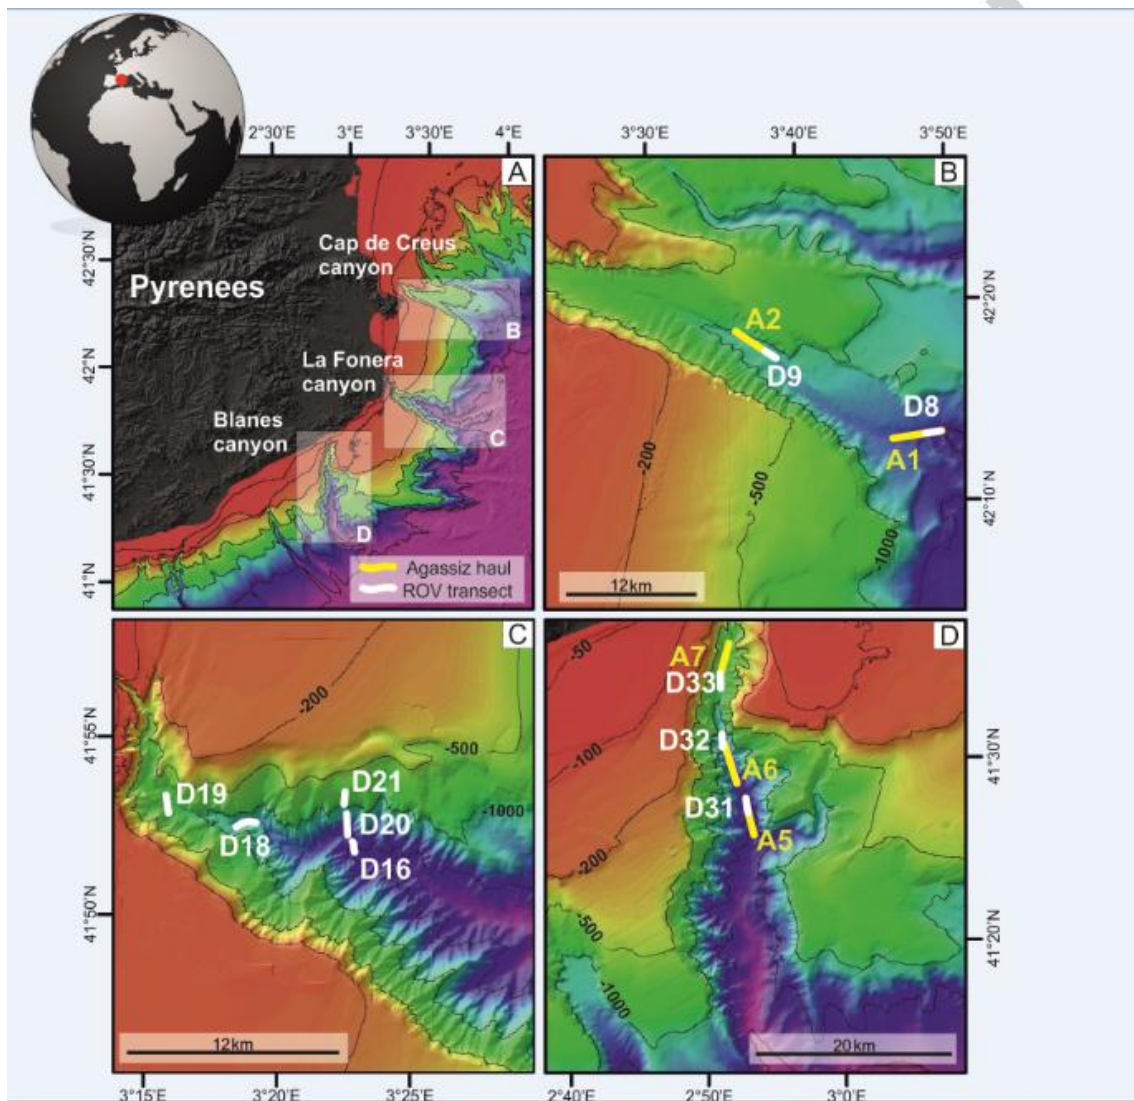 2°30'E 3°E 3°30'E 4°E
3°30'E 3°40'E 3°50'E
A
B
42°30'N
42°N
41°30'N
41°N
Cap de Creus
canyon
Pyrenees
B
La Fonera
canyon
C
Blanes
canyon
D
Agassiz haul
ROV transect
A2
D9
D8
A1
-200
-500
-1000
12km
42°20'N
42°10'N
C
D
-200
-500
-1000
D19
D18
D21
D20
D16
12km
41°55'N
41°50'N
3°15'E 3°20'E 3°25'E
-50
-100
-200
-500
-1000
A7
D33
D32
A6
D31
A5
20km
41°30'N
41°20'N
2°40'E 2°50'E 3°0'E